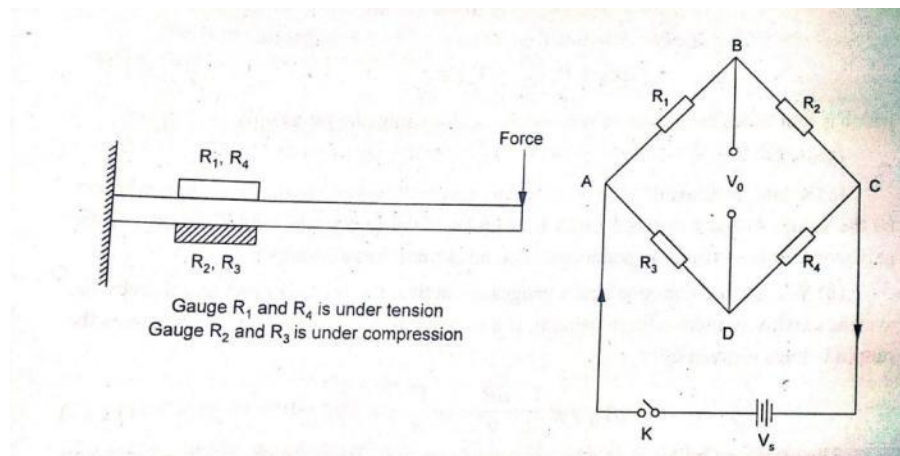 Force
R1, R4
R2, R3
Gauge R1 and R4 is under tension
Gauge R2 and R3 is under compression
B
R1
R2
A
V0
C
R3
R4
D
K
Vs